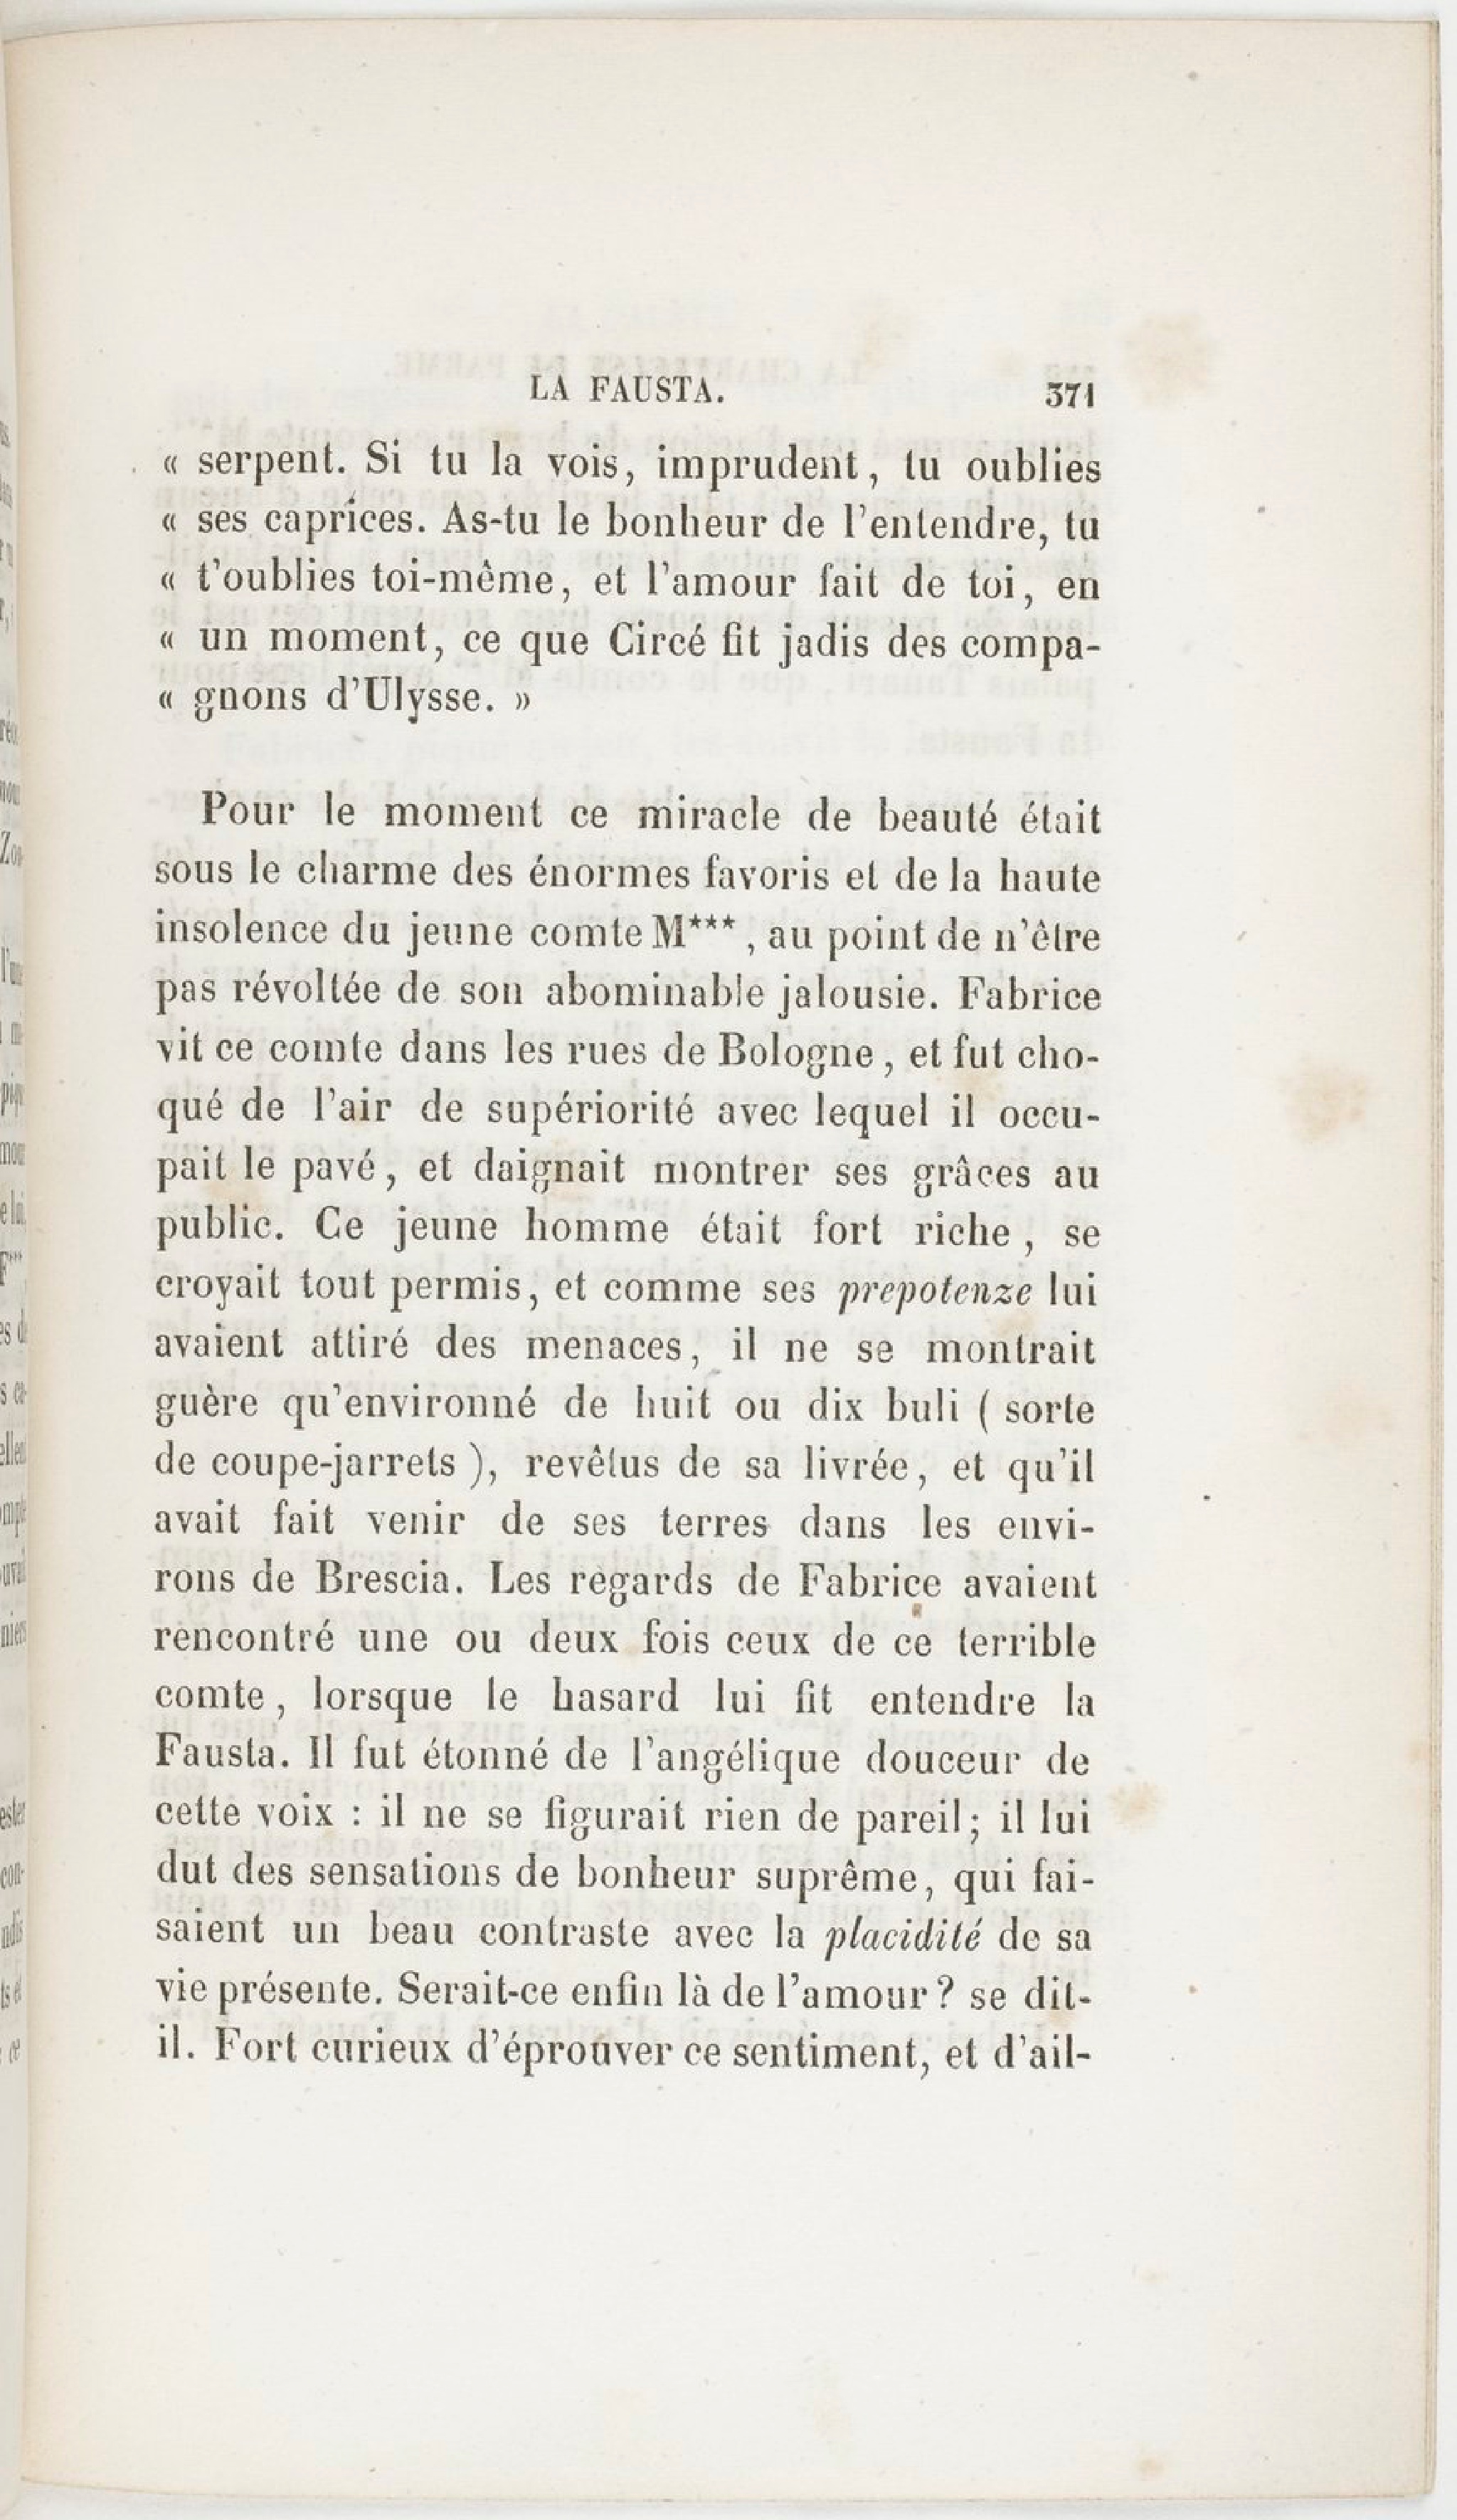 LA FAUSTA. 371
« serpent. Si tu la vois, imprudent, tu oublies
« ses caprices. As-tu le bonheur de l'entendre, tu
« t'oublies toi-même, et l'amour fait de toi, en
« un moment, ce que Circé fit jadis des compa-
« gnons d'Ulysse. »
Pour le moment ce miracle de beauté était
sous le charme des énormes favoris et de la haute
insolence du jeune comte M***, au point de n'être
pas révoltée de son abominable jalousie. Fabrice
vit ce comte dans les rues de Bologne, et fut cho-
qué de l'air de supériorité avec lequel il occu-
pait le pavé, et daignait montrer ses grâces au
public. Ce jeune homme était fort riche, se
croyait tout permis, et comme ses prepotenze lui
avaient attiré des menaces, il ne se montrait
guère qu'environné de huit ou dix buli ( sorte
de coupe-jarrets ), revêtus de sa livrée, et qu'il
avait fait venir de ses terres dans les envi-
rons de Brescia. Les regards de Fabrice avaient
rencontré une ou deux fois ceux de ce terrible
comte, lorsque le hasard lui fit entendre la
Fausta. Il fut étonné de l'angélique douceur de
cette voix : il ne se figurait rien de pareil; il lui
dut des sensations de bonheur suprême, qui fai-
saient un beau contraste avec la placidité de sa
vie présente. Serait-ce enfin là de l'amour? se dit-
il. Fort curieux d'éprouver ce sentiment, et d'ail-